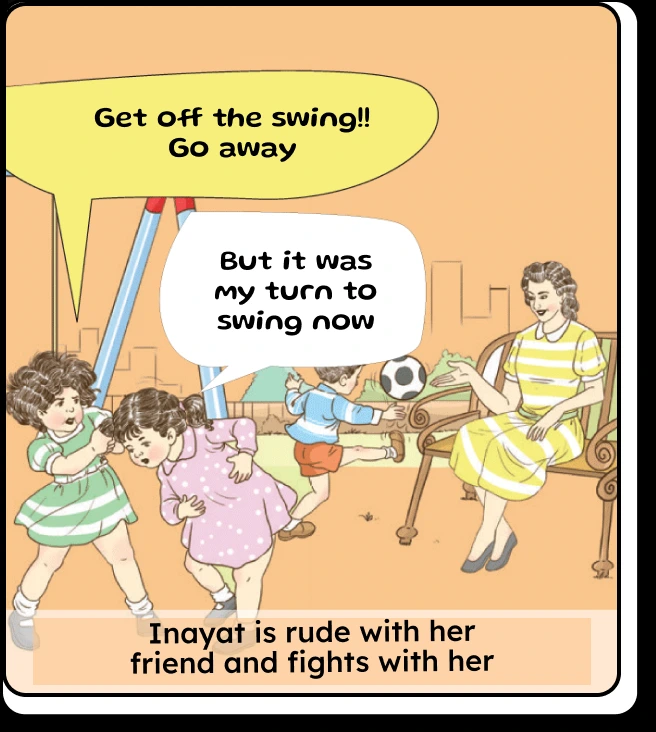 Get off the swing!!
Go away
But it was
my turn to
swing now
Inayat is rude with her
friend and fights with her